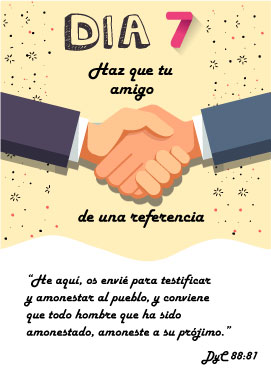 DIA 7
Haz que tu
amigo
de una referencia
“He aquí, os envié para testificar
y amonestar al pueblo, y conviene
que todo hombre que ha sido
amonestado, amoneste a su prójimo.”
DyC 88:81